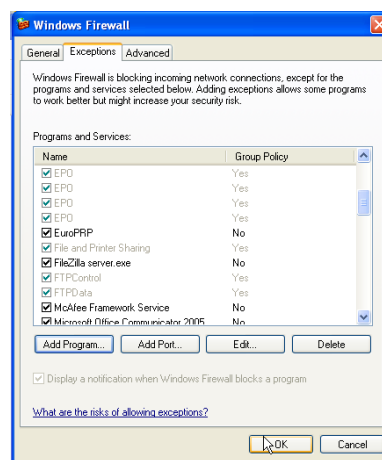 Windows Firewall
General Exceptions Advanced
Windows Firewall is blocking incoming network connections, except for the
programs and services selected below. Adding exceptions allows some programs
to work better but might increase your security risk.
Programs and Services:
Name Group Policy
EPO Yes
EPO Yes
EPO Yes
EPO Yes
EuroPRP No
File and Printer Sharing Yes
FileZilla server.exe No
FTPControl Yes
FTPData Yes
McAfee Framework Service No
Microsoft Office Communicator 2005 No
Add Program... Add Port... Edit... Delete
Display a notification when Windows Firewall blocks a program
What are the risks of allowing exceptions?
OK Cancel